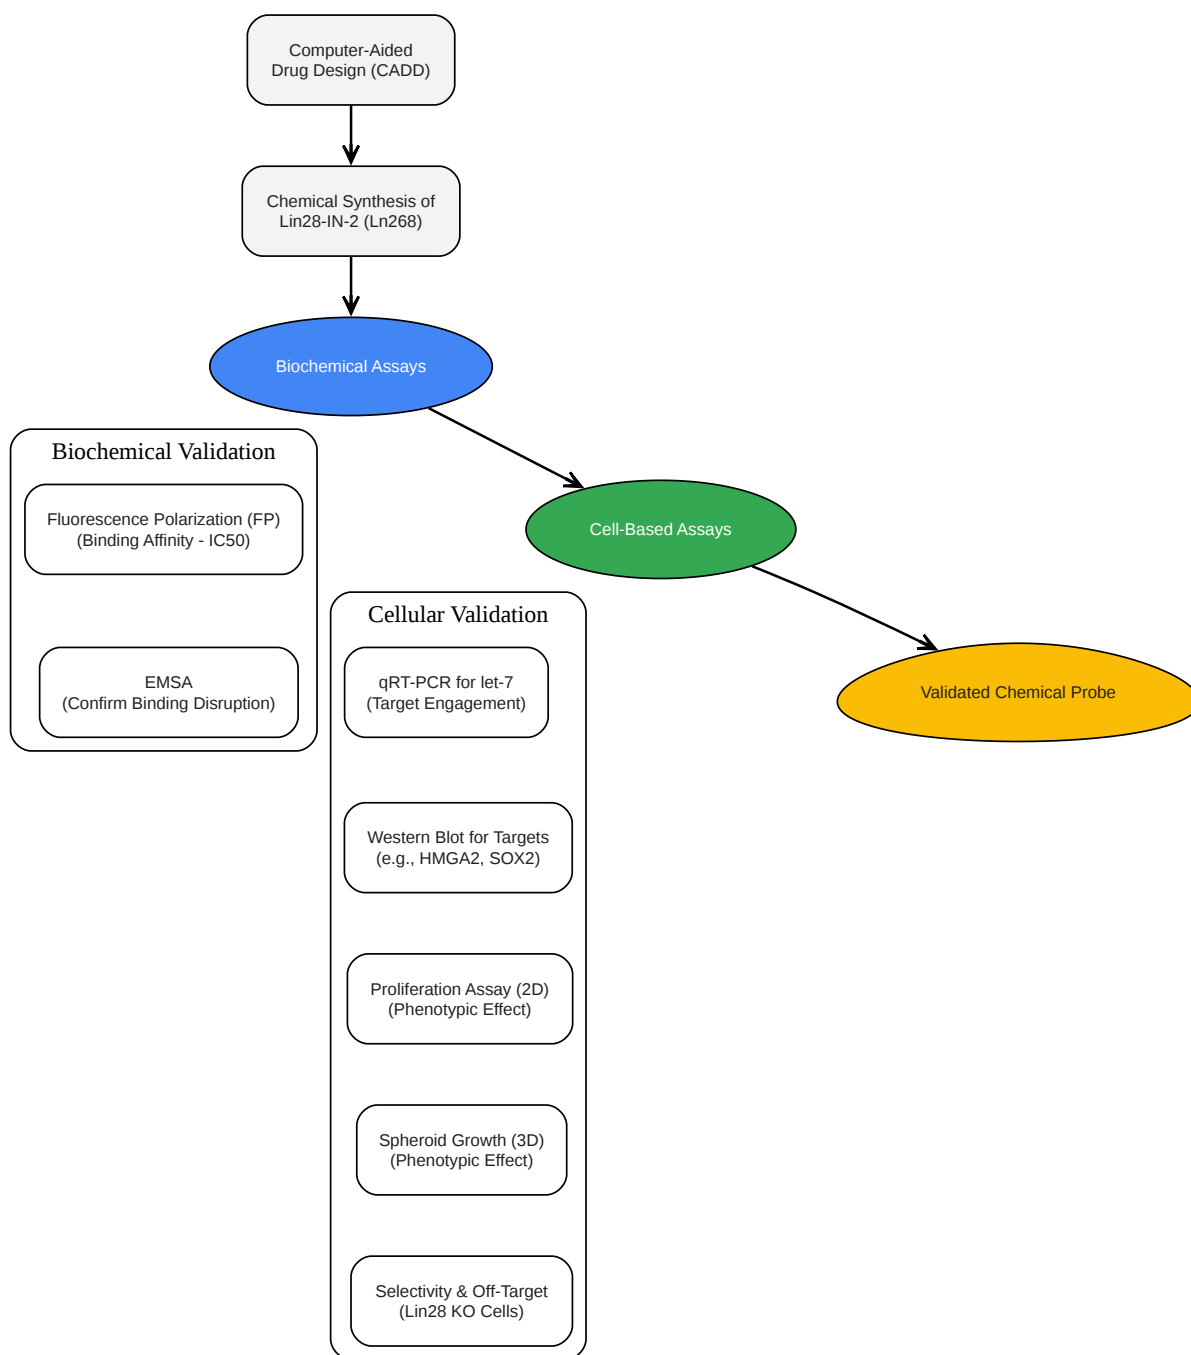 Computer-Aided
Drug Design (CADD)
Chemical Synthesis of
Lin28-IN-2 (Ln268)
Biochemical Assays
Biochemical Validation
Fluorescence Polarization (FP)
(Binding Affinity - IC50)
EMSA
(Confirm Binding Disruption)
Cell-Based Assays
Cellular Validation
qRT-PCR for let-7
(Target Engagement)
Western Blot for Targets
(e.g., HMGA2, SOX2)
Proliferation Assay (2D)
(Phenotypic Effect)
Spheroid Growth (3D)
(Phenotypic Effect)
Selectivity & Off-Target
(Lin28 KO Cells)
Validated Chemical Probe